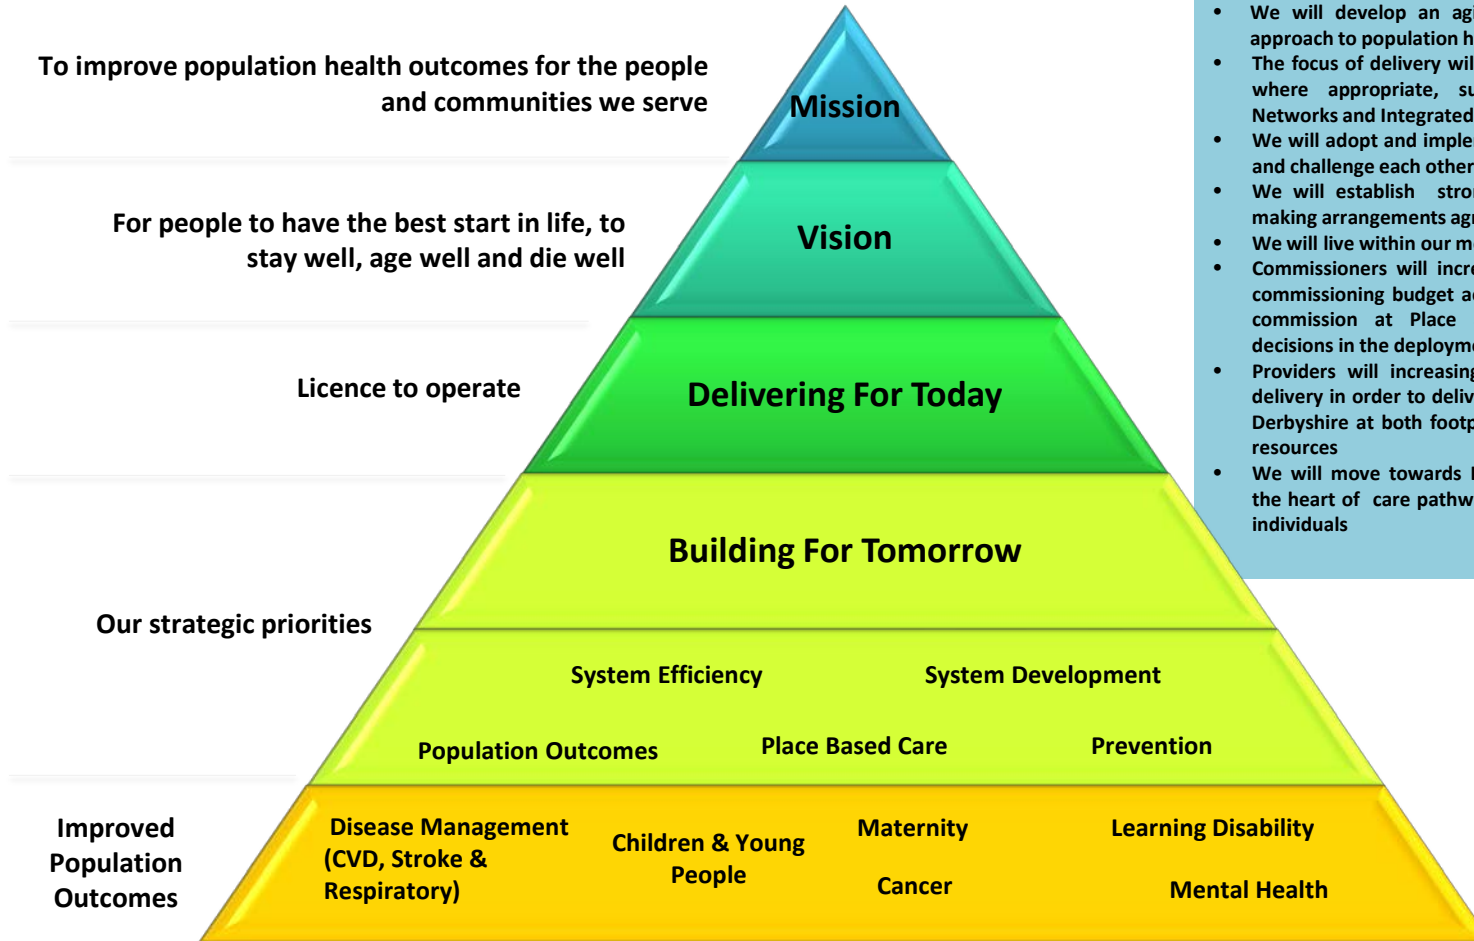 To improve population health outcomes for the people
and communities we serve
Mission
For people to have the best start in life, to
stay well, age well and die well
Vision
Licence to operate
Delivering For Today
Building For Tomorrow
Our strategic priorities
System Efficiency
System Development
Population Outcomes
Place Based Care
Prevention
Improved
Population
Outcomes
Disease Management
(CVD, Stroke &
Respiratory)
Children & Young
People
Maternity
Cancer
Learning Disability
Mental Health
• We will develop an
approach to population
• The focus of delivery
where appropriate,
Networks and Integrated
• We will adopt and
and challenge each other
• We will establish
making arrangements
• We will live within our
• Commissioners will
commissioning budget
commission at Place
decisions in the
• Providers will
delivery in order to
Derbyshire at both
resources
• We will move towards
the heart of care
individuals